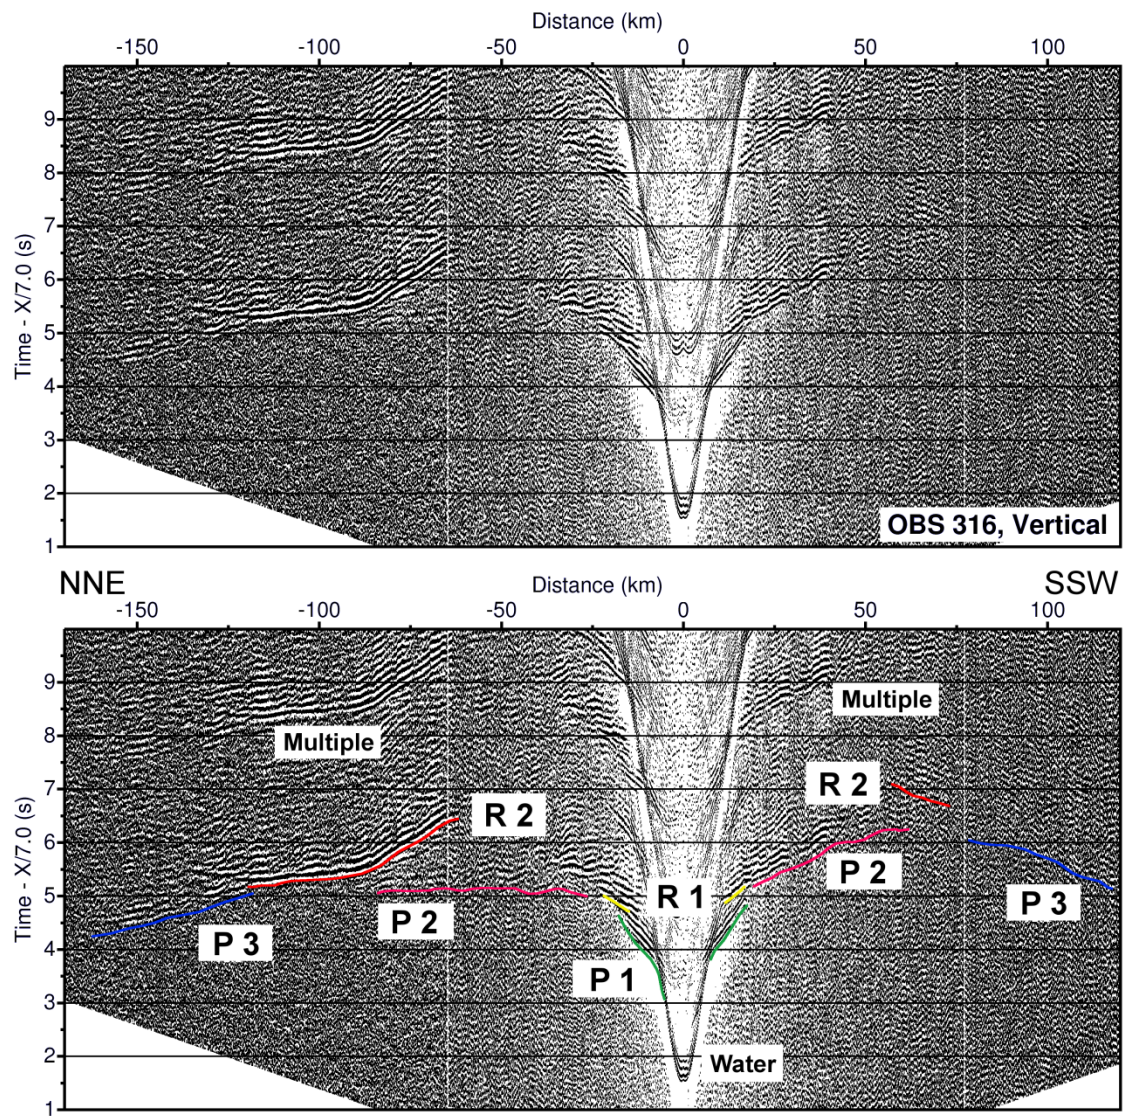 Distance (km)
-150 -100 -50 0 50 100
Time - X/7.0 (s)
9
8
7
6
5
4
3
2
1
OBS 316, Vertical
NNE Distance (km) SSW
-150 -100 -50 0 50 100
Time - X/7.0 (s)
9
8
7
6
5
4
3
2
1
Multiple
Multiple
R 2
R 2
R 1
P 2
P 2
P 3
P 3
P 1
Water